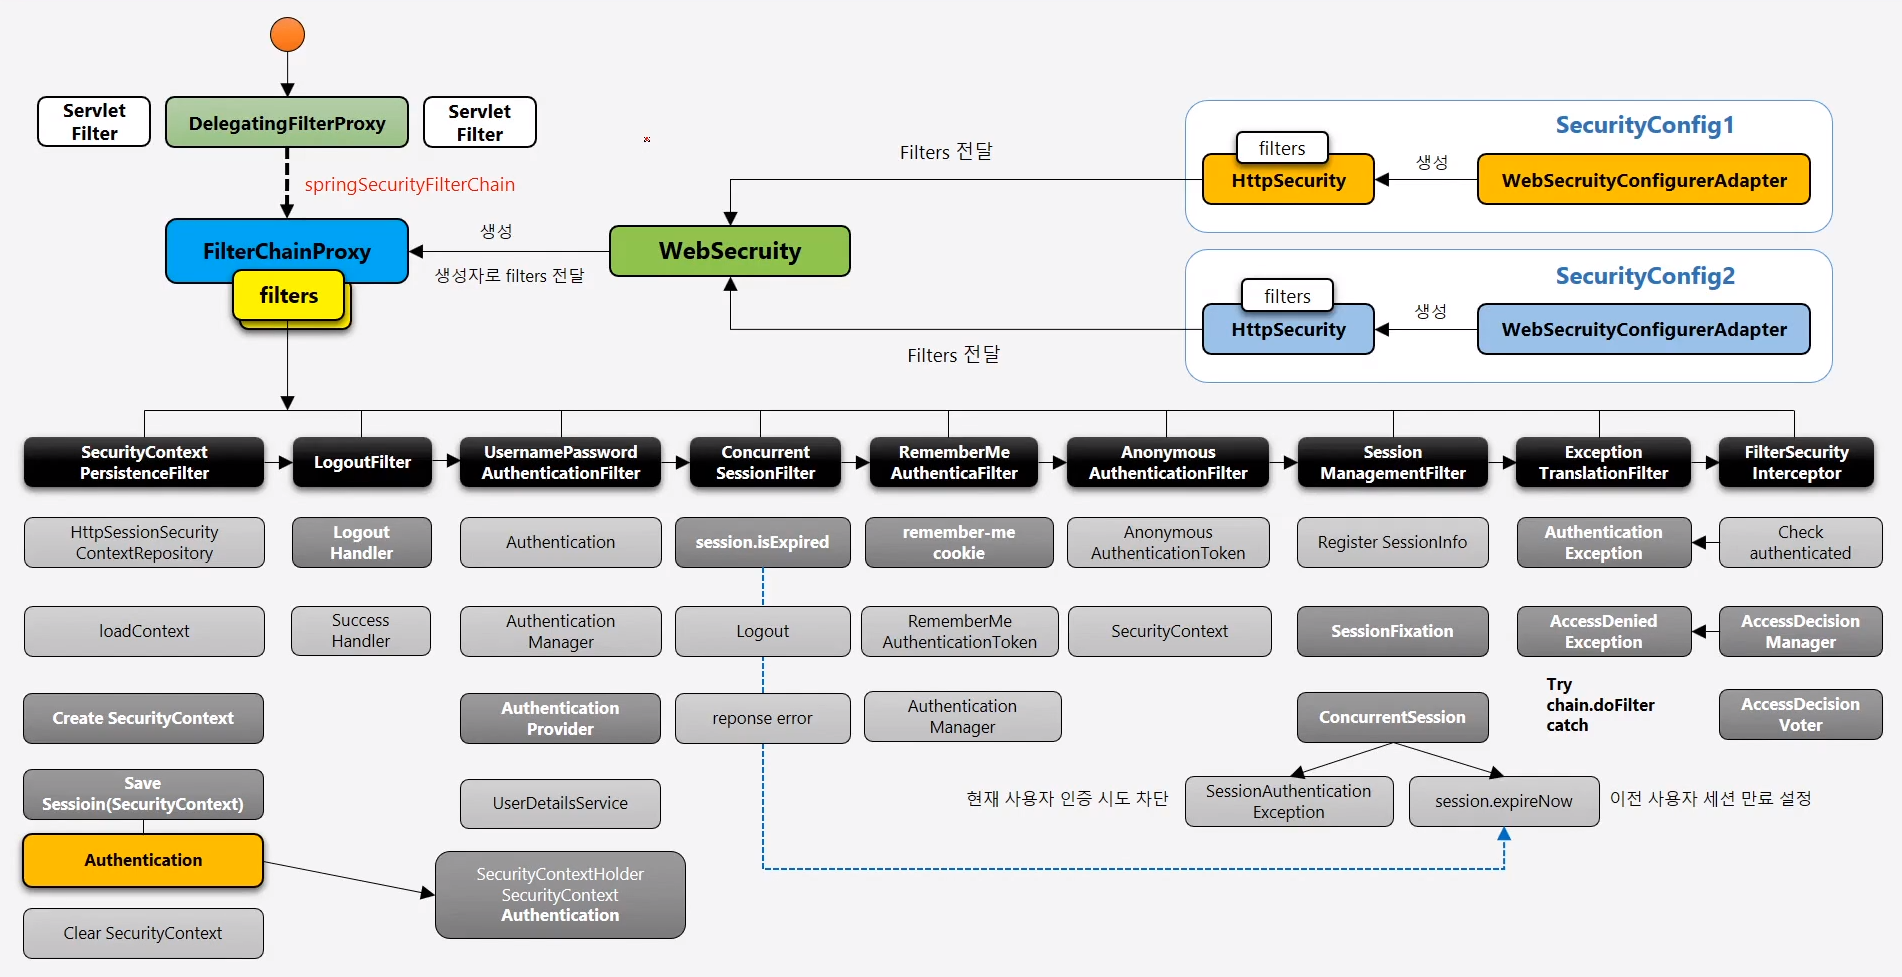 Servlet
Filter
DelegatingFilterProxy
Servlet
Filter
springSecurityFilterChain
FilterChainProxy
filters
생성
생성자로 filters 전달
WebSecruity
Filters 전달
Filters 전달
SecurityConfig1
filters
HttpSecurity
생성
WebSecruityConfigurerAdapter
SecurityConfig2
filters
HttpSecurity
생성
WebSecruityConfigurerAdapter
SecurityContext
PersistenceFilter
LogoutFilter
UsernamePassword
AuthenticationFilter
Concurrent
SessionFilter
RememberMe
AuthenticaFilter
Anonymous
AuthenticationFilter
Session
ManagementFilter
Exception
TranslationFilter
FilterSecurity
Interceptor
HttpSessionSecurity
ContextRepository
Logout
Handler
Authentication
session.isExpired
remember-me
cookie
Anonymous
AuthenticationToken
Register SessionInfo
Authentication
Exception
Check
authenticated
loadContext
Success
Handler
Authentication
Manager
Logout
RememberMe
AuthenticationToken
SecurityContext
SessionFixation
AccessDenied
Exception
AccessDecision
Manager
Create SecurityContext
Authentication
Provider
reponse error
Authentication
Manager
ConcurrentSession
Try
chain.doFilter
catch
AccessDecision
Voter
Save
Sessioin(SecurityContext)
UserDetailsService
현재 사용자 인증 시도 차단
SessionAuthentication
Exception
session.expireNow
이전 사용자 세션 만료 설정
Authentication
SecurityContextHolder
SecurityContext
Authentication
Clear SecurityContext